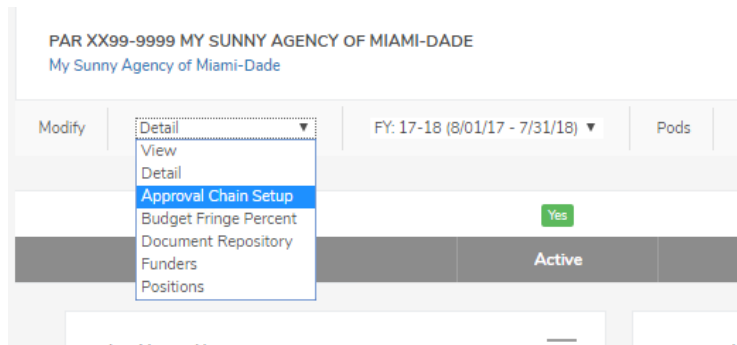 PAR XX99-9999 MY SUNNY AGENCY OF MIAMI-DADE
My Sunny Agency of Miami-Dade
Modify Detail ▼ FY: 17-18 (8/01/17 - 7/31/18) ▼ Pods
View
Detail
Approval Chain Setup
Yes
Budget Fringe Percent
Document Repository
Active
Funders
Positions